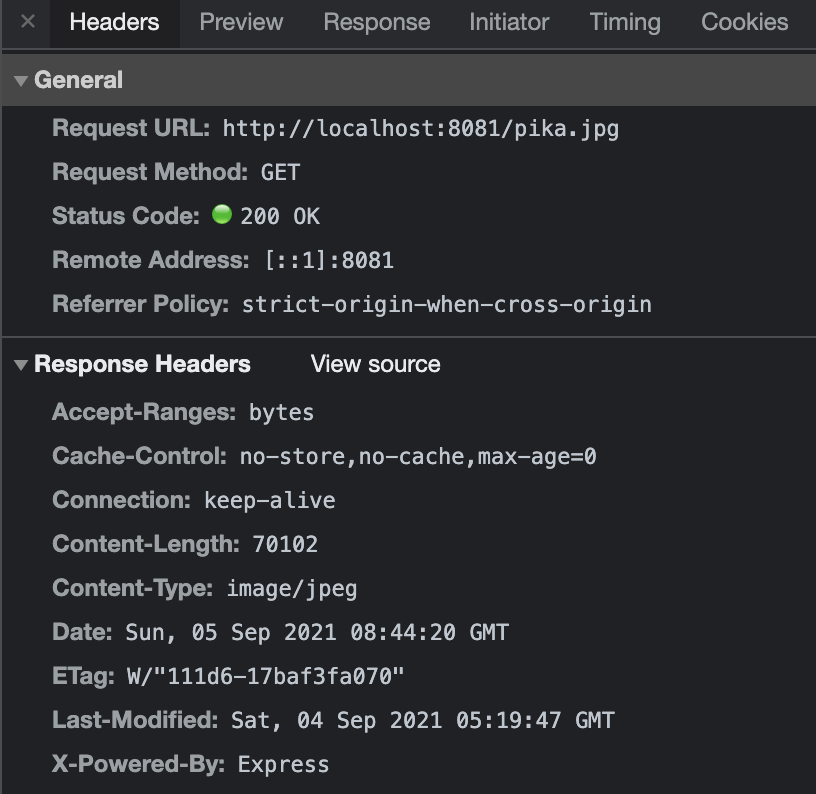 Headers Preview Response Initiator Timing Cookies
General
Request URL: http://localhost:8081/pika.jpg
Request Method: GET
Status Code: 200 OK
Remote Address: [::1]:8081
Referrer Policy: strict-origin-when-cross-origin
Response Headers View source
Accept-Ranges: bytes
Cache-Control: no-store,no-cache,max-age=0
Connection: keep-alive
Content-Length: 70102
Content-Type: image/jpeg
Date: Sun, 05 Sep 2021 08:44:20 GMT
ETag: W/"111d6-17baf3fa070"
Last-Modified: Sat, 04 Sep 2021 05:19:47 GMT
X-Powered-By: Express